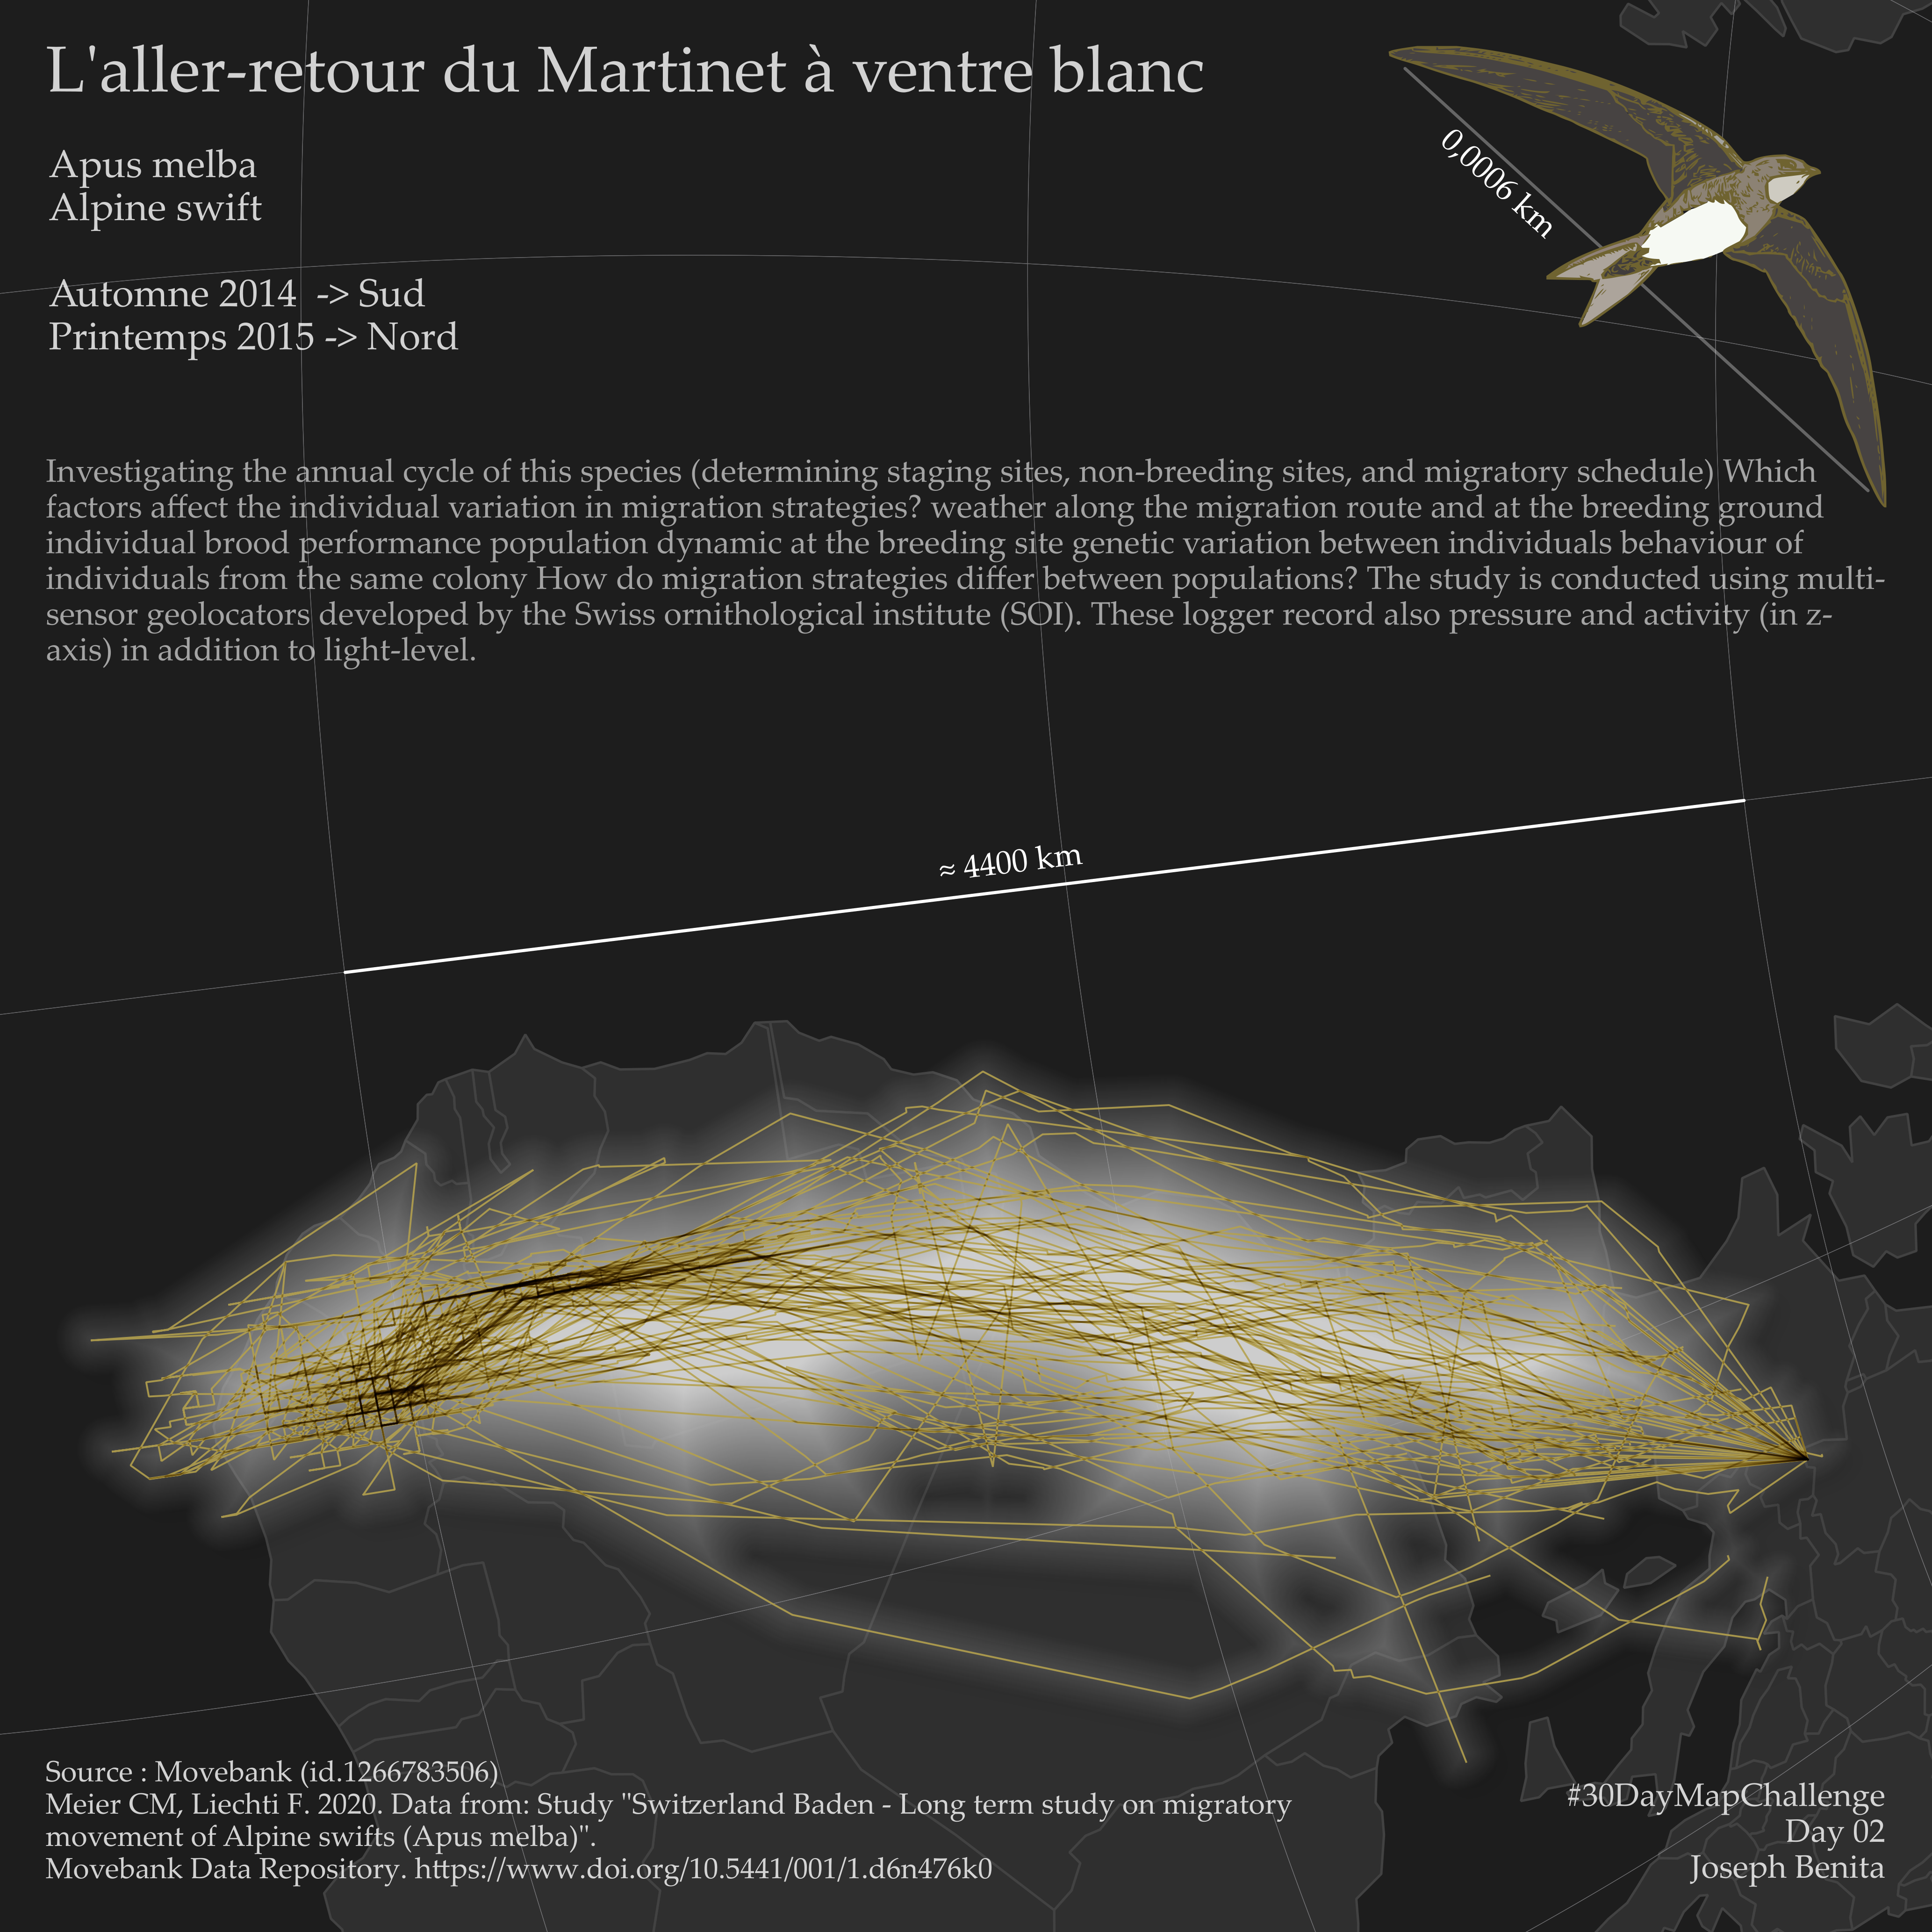 L'aller-retour du Martinet à ventre blanc
Apus melba
Alpine swift
Automne 2014  -> Sud
Printemps 2015 -> Nord
0,0006 km
Investigating the annual cycle of this species (determining staging sites, non-breeding sites, and migratory schedule) Which
factors affect the individual variation in migration strategies? weather along the migration route and at the breeding ground
individual brood performance population dynamic at the breeding site genetic variation between individuals behaviour of
individuals from the same colony How do migration strategies differ between populations? The study is conducted using multi-
sensor geolocators developed by the Swiss ornithological institute (SOI). These logger record also pressure and activity (in z-
axis) in addition to light-level.
≈ 4400 km
Source : Movebank (id.1266783506)
Meier CM, Liechti F. 2020. Data from: Study "Switzerland Baden - Long term study on migratory
movement of Alpine swifts (Apus melba)".
Movebank Data Repository. https://www.doi.org/10.5441/001/1.d6n476k0
#30DayMapChallenge
Day 02
Joseph Benita